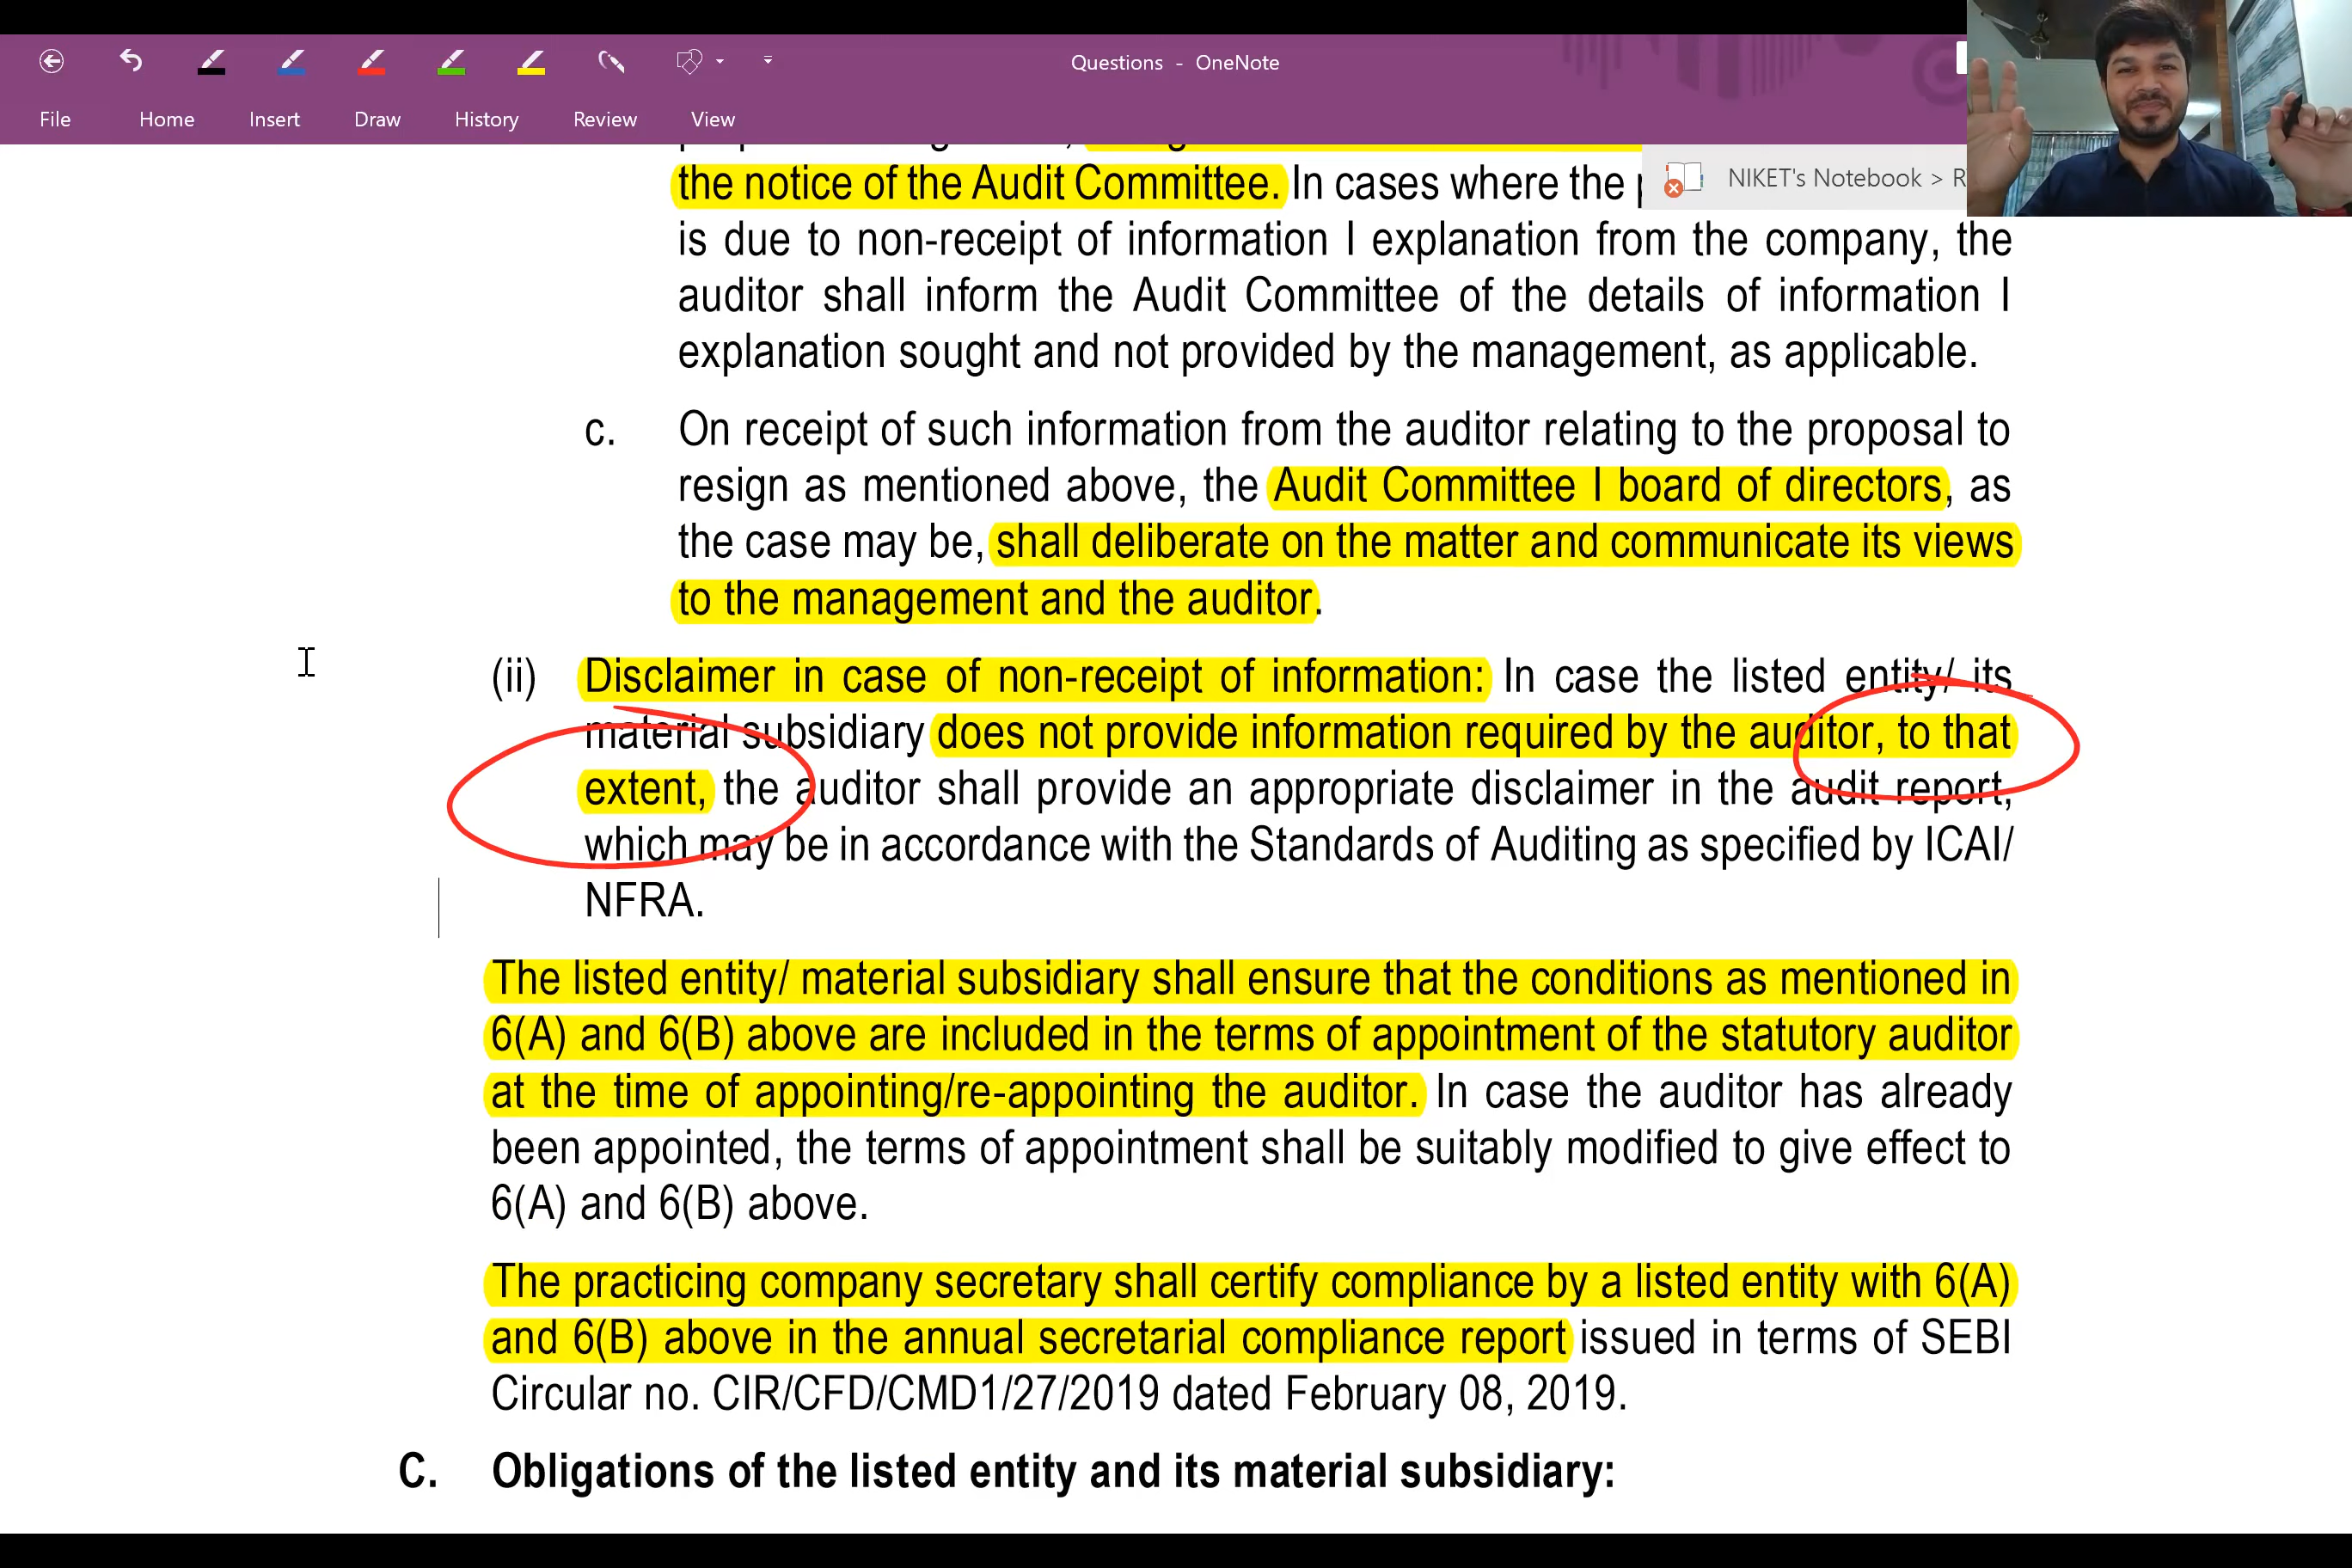 Questions - OneNote
File Home Insert Draw History Review View
NIKET's Notebook > R
the notice of the Audit Committee. In cases where the
is due to non-receipt of information I explanation from the company, the
auditor shall inform the Audit Committee of the details of information I
explanation sought and not provided by the management, as applicable.
c. On receipt of such information from the auditor relating to the proposal to
resign as mentioned above, the Audit Committee I board of directors, as
the case may be, shall deliberate on the matter and communicate its views
to the management and the auditor.
(ii) Disclaimer in case of non-receipt of information: In case the listed entity/ its
material subsidiary does not provide information required by the auditor, to that
extent, the auditor shall provide an appropriate disclaimer in the audit report,
which may be in accordance with the Standards of Auditing as specified by ICAI/
NFRA.
The listed entity/ material subsidiary shall ensure that the conditions as mentioned in
6(A) and 6(B) above are included in the terms of appointment of the statutory auditor
at the time of appointing/re-appointing the auditor. In case the auditor has already
been appointed, the terms of appointment shall be suitably modified to give effect to
6(A) and 6(B) above.
The practicing company secretary shall certify compliance by a listed entity with 6(A)
and 6(B) above in the annual secretarial compliance report issued in terms of SEBI
Circular no. CIR/CFD/CMD1/27/2019 dated February 08, 2019.
C. Obligations of the listed entity and its material subsidiary: